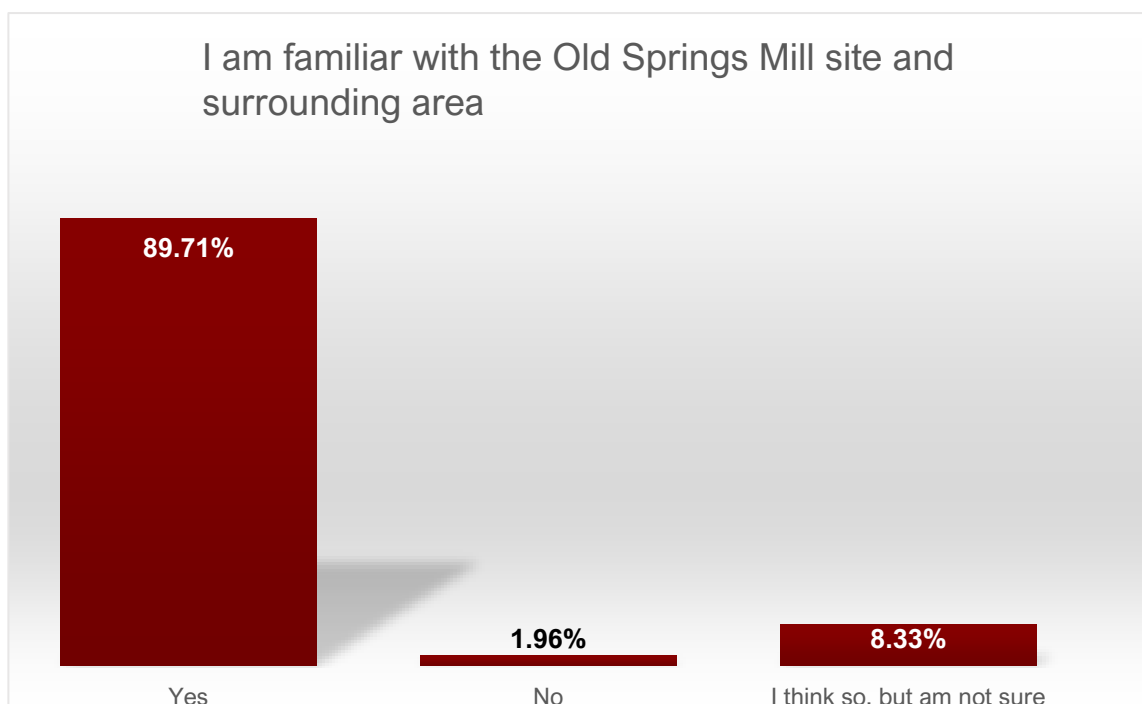 I am familiar with the Old Springs Mill site and
surrounding area
89.71%
1.96%
8.33%
Yes
No
I think so, but am not sure